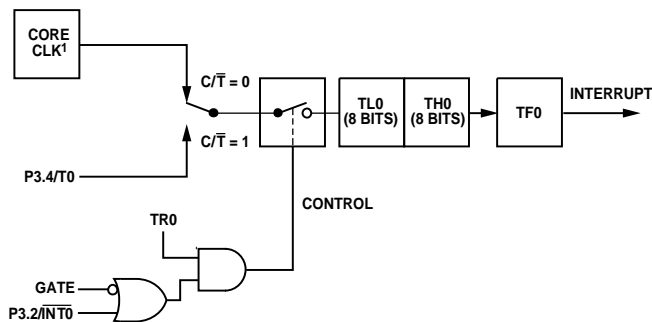 CORE
CLK¹
C/T̅ = 0
C/T̅ = 1
P3.4/T0
TL0
(8 BITS)
TH0
(8 BITS)
TF0
INTERRUPT
CONTROL
TR0
GATE
P3.2/I̅N̅T̅0̅